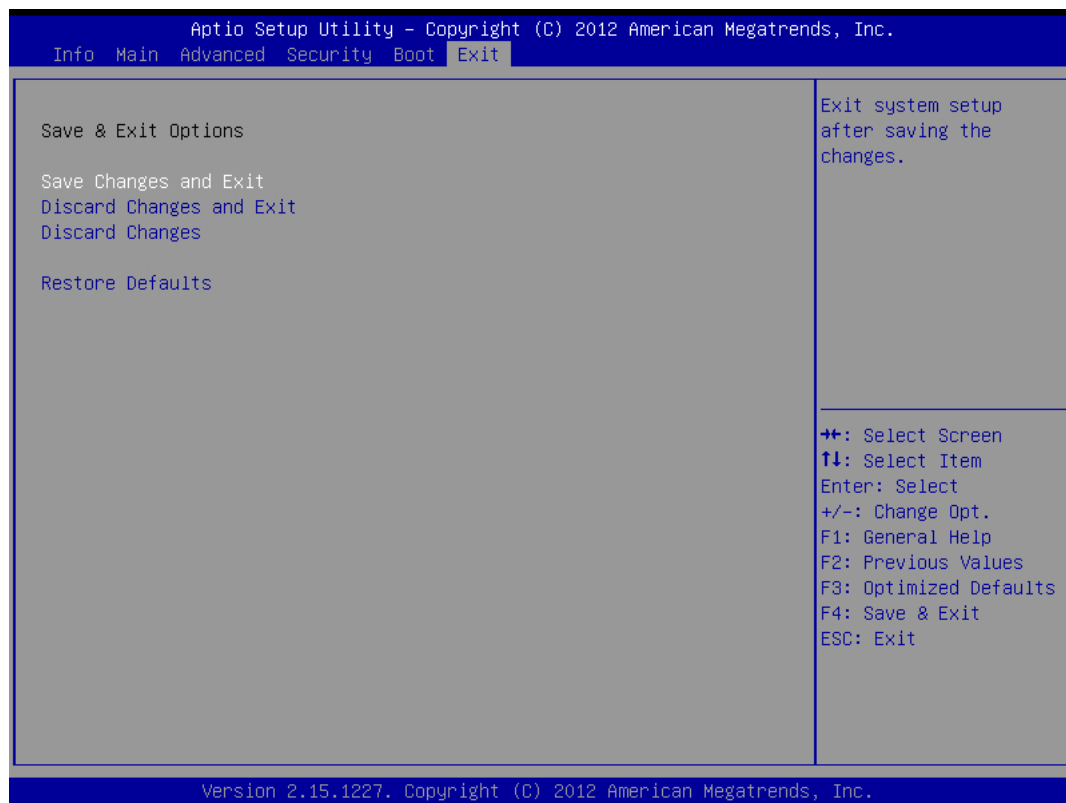 Aptio Setup Utility – Copyright (C) 2012 American Megatrends, Inc.
Info Main Advanced Security Boot Exit
Save & Exit Options
Save Changes and Exit
Discard Changes and Exit
Discard Changes
Restore Defaults
Exit system setup
after saving the
changes.
→←: Select Screen
↑↓: Select Item
Enter: Select
+/-: Change Opt.
F1: General Help
F2: Previous Values
F3: Optimized Defaults
F4: Save & Exit
ESC: Exit
Version 2.15.1227. Copyright (C) 2012 American Megatrends, Inc.